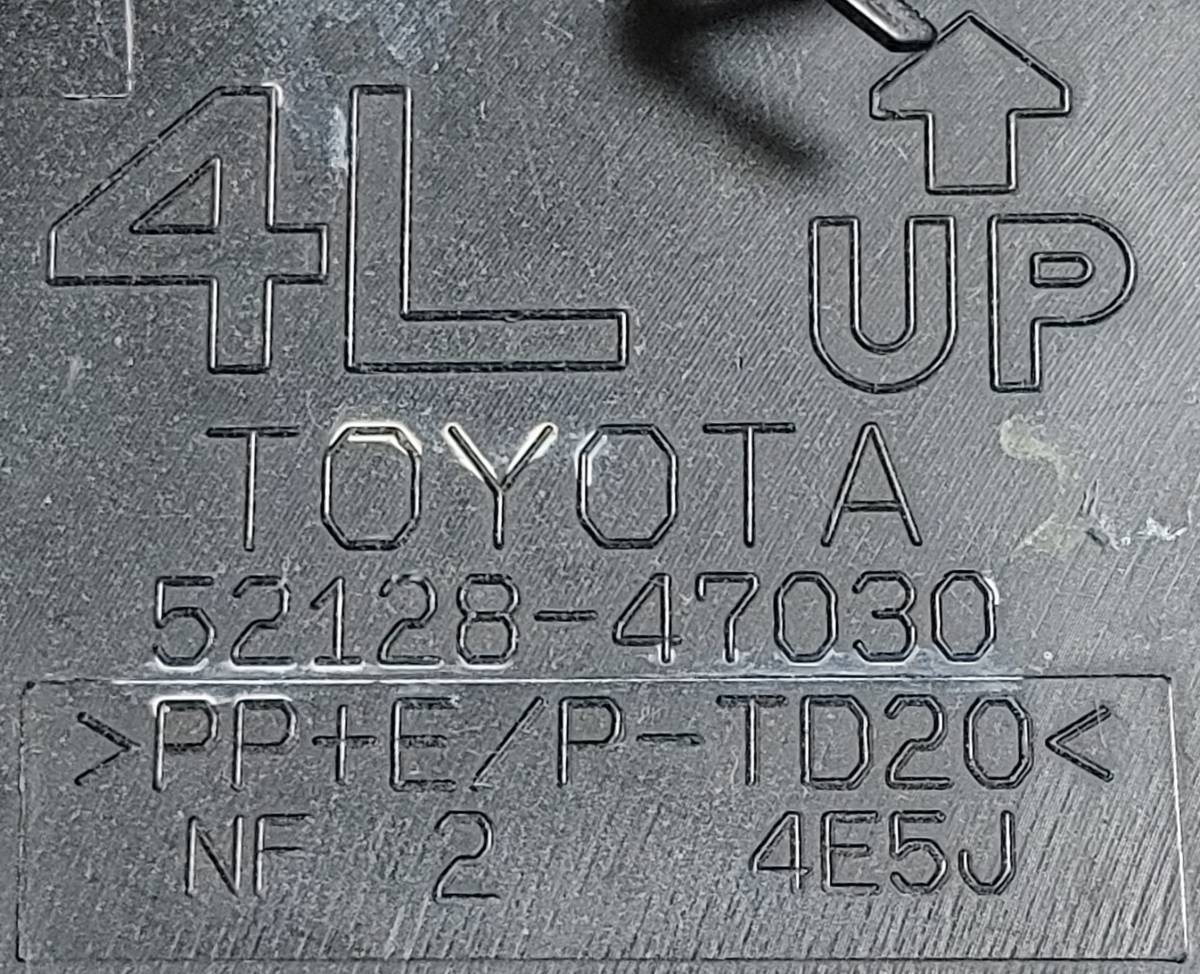 4L UP
TOYOTA
52128-47030
>PP+E/P-TD20<
NF 2 4E5J